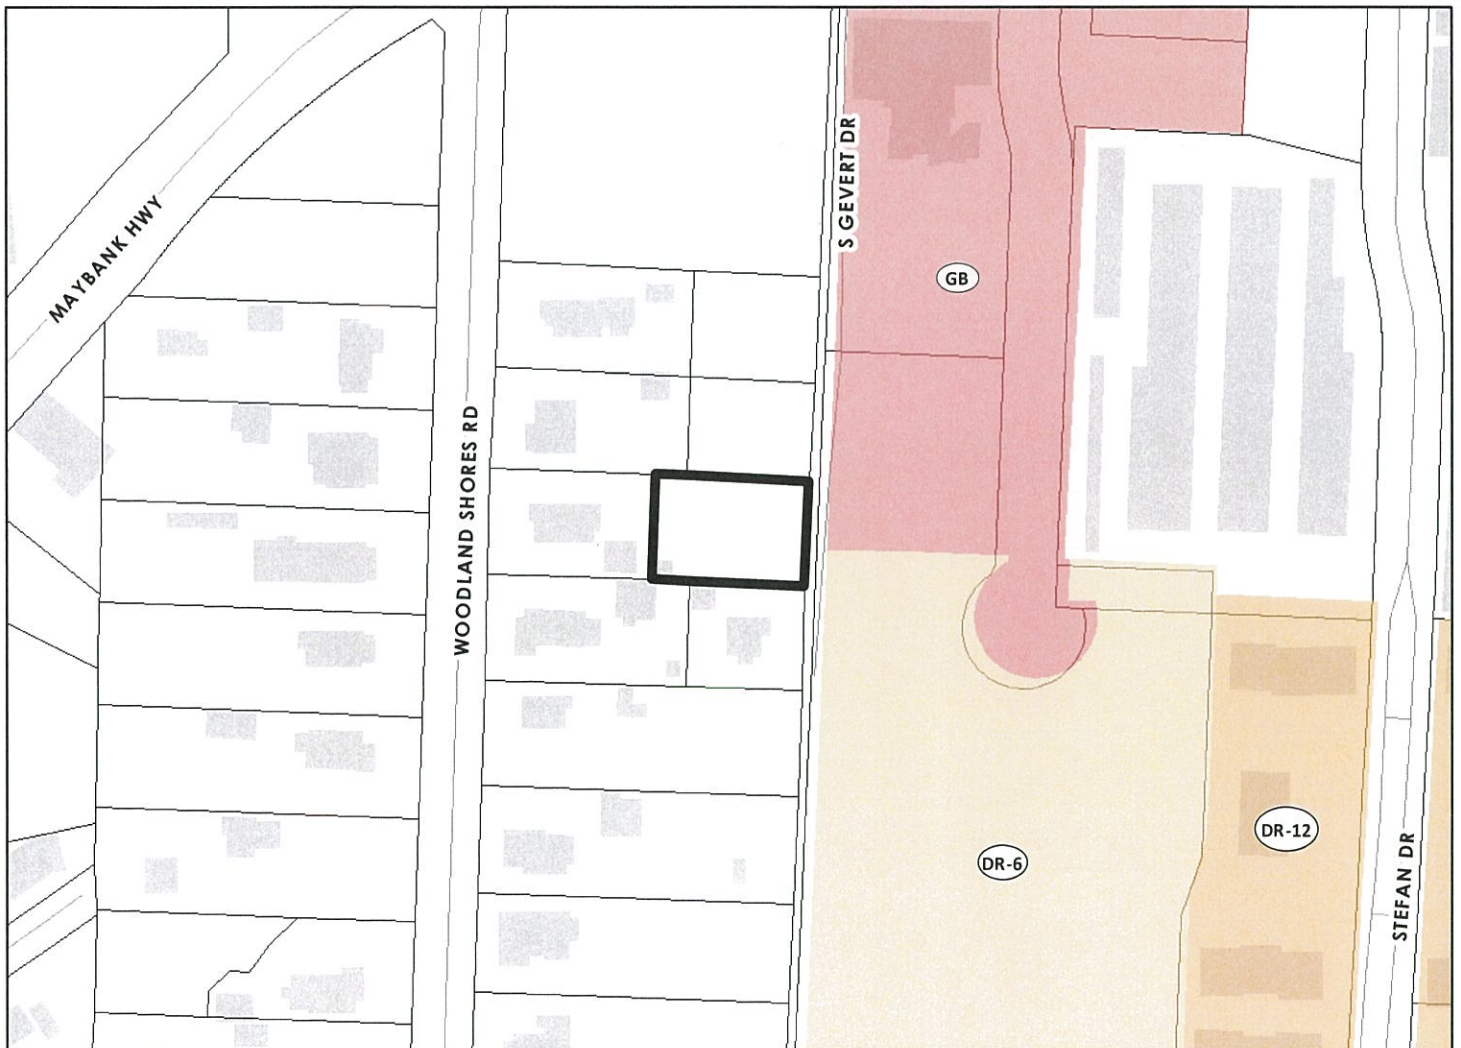 MAYBANK HWY
S GEVERT DR
GB
WOODLAND SHORES RD
DR-12
DR-6
STEFAN DR